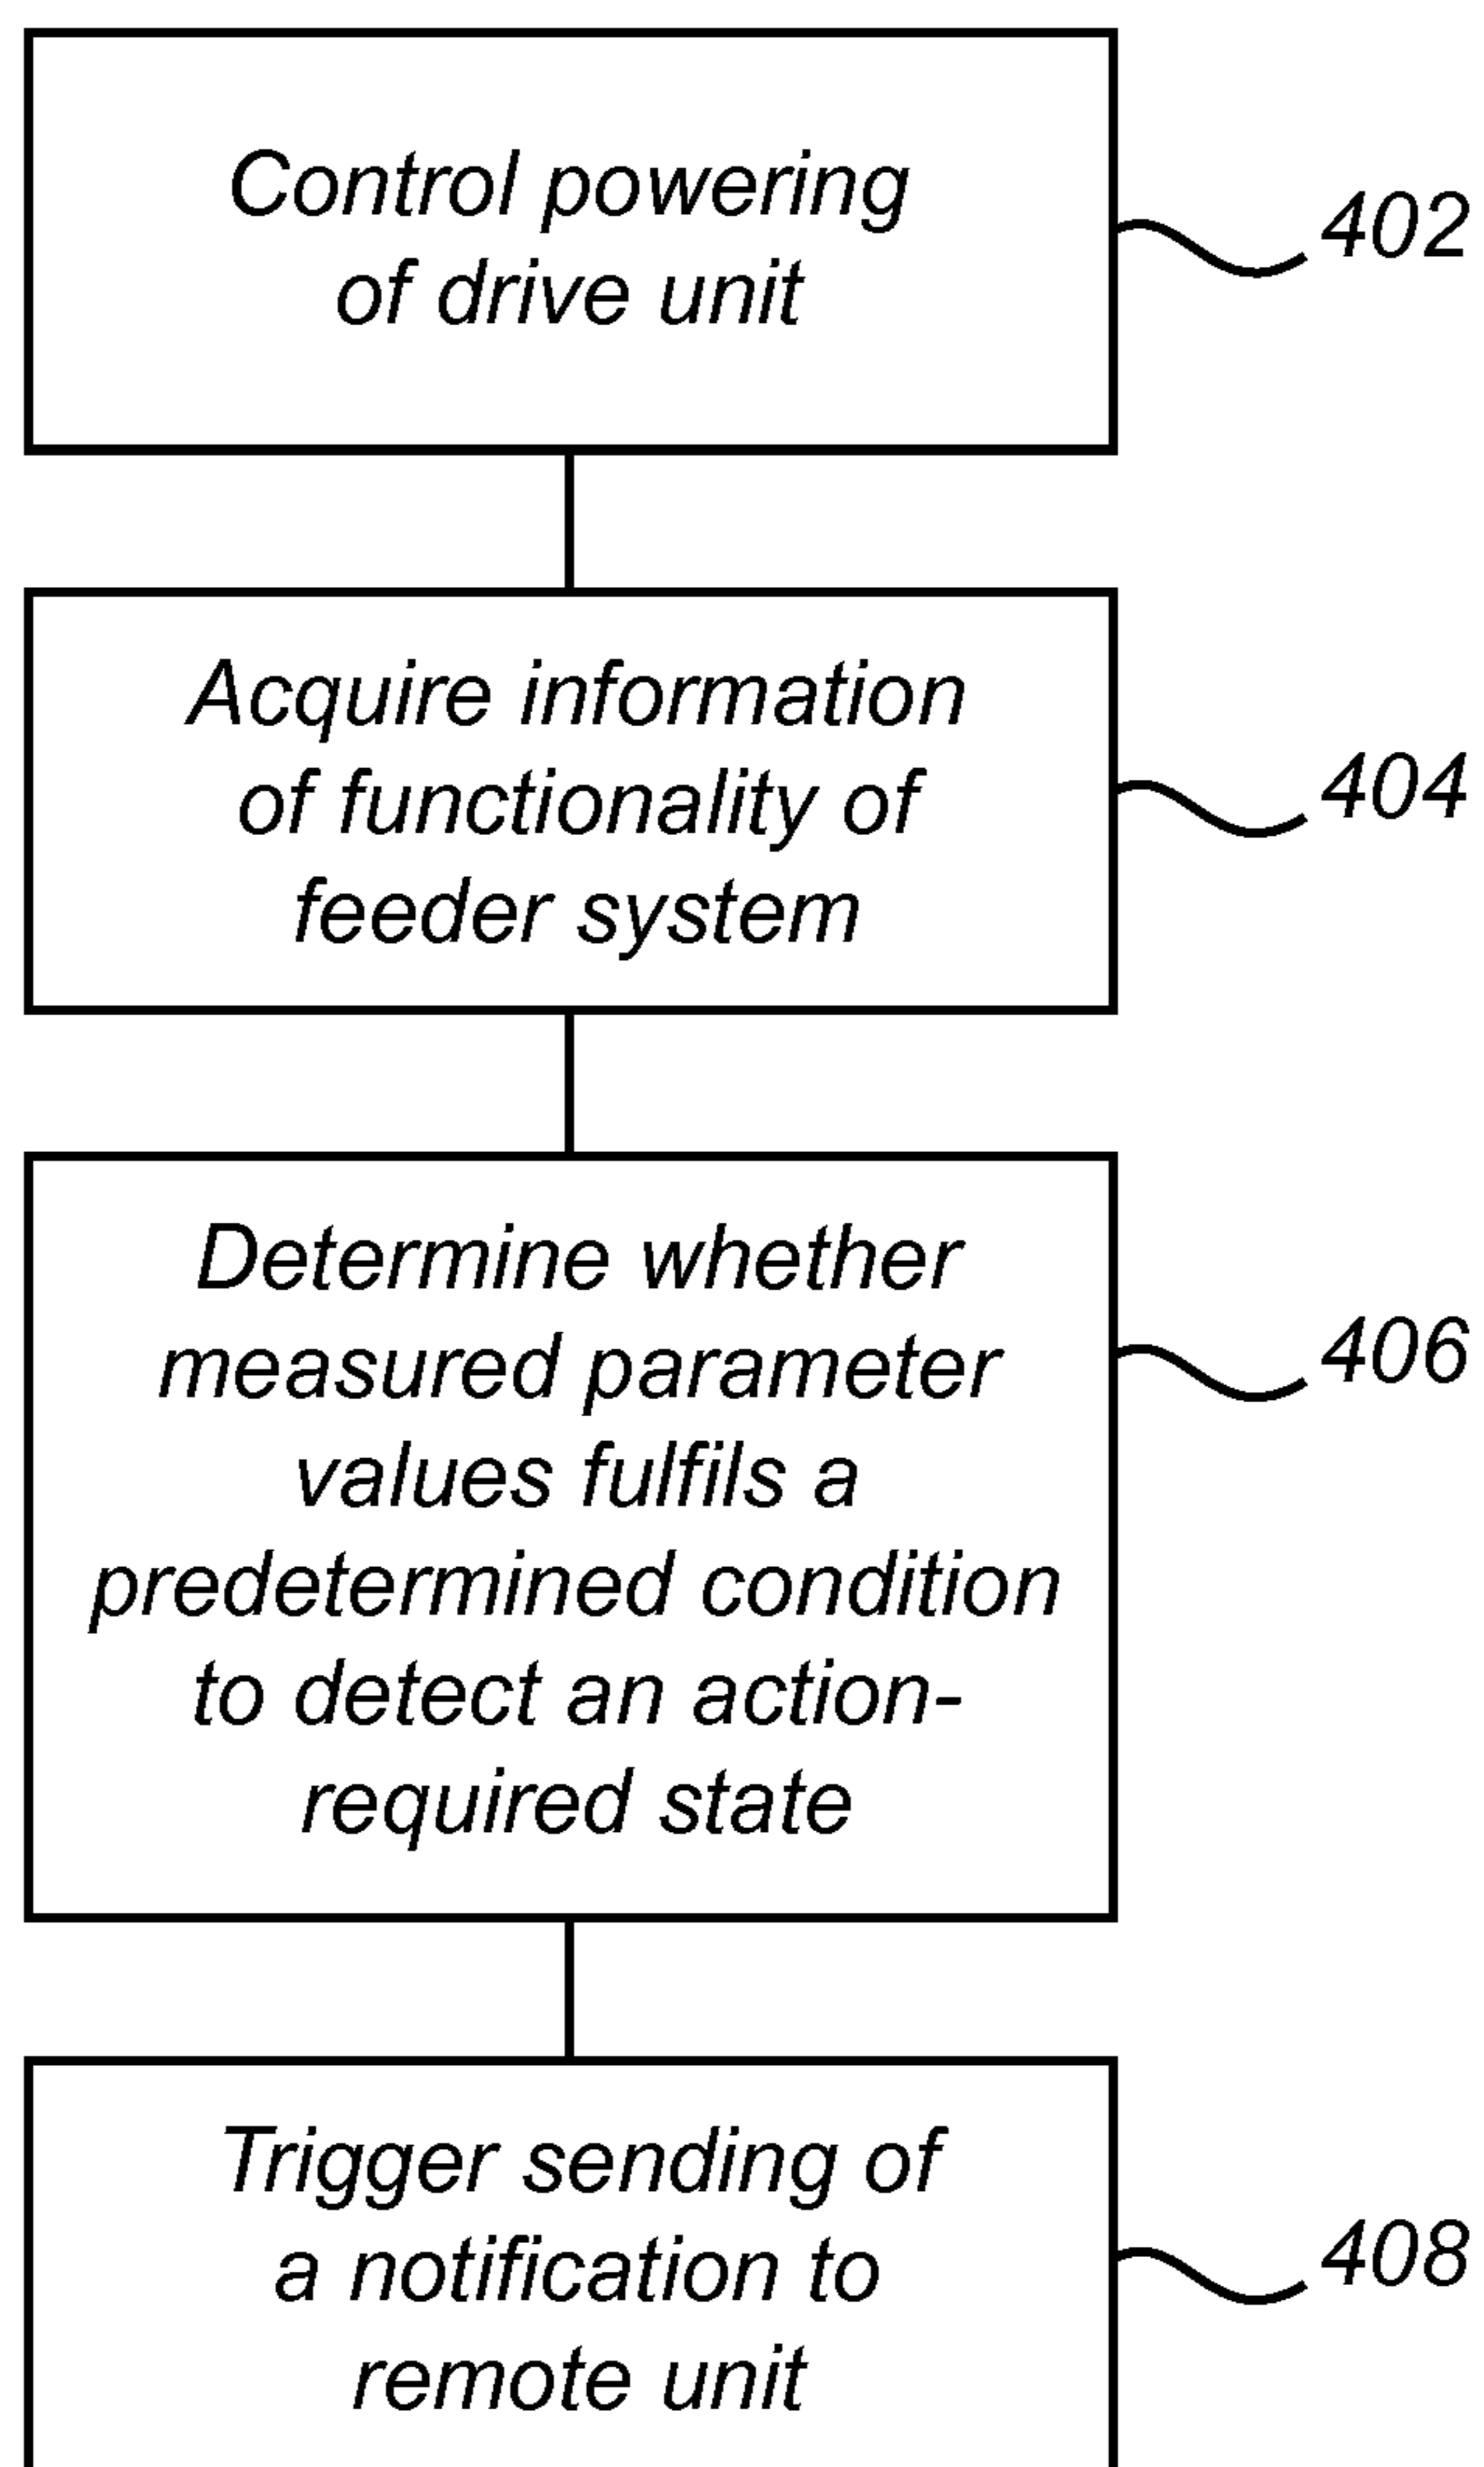 Control powering
of drive unit
402
Acquire information
of functionality of
feeder system
404
Determine whether
measured parameter
values fulfils a
predetermined condition
to detect an action-
required state
406
Trigger sending of
a notification to
remote unit
408